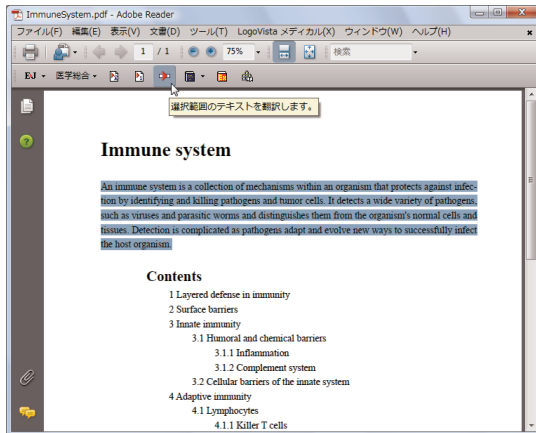 ImmuneSystem.pdf - Adobe Reader
ファイル(F) 編集(E) 表示(V) 文書(D) ツール(T) LogoVista メディカル(X) ウィンドウ(W) ヘルプ(H)
1 / 1 75% 検索
EJ 医学総合
選択範囲のテキストを翻訳します。
Immune system
An immune system is a collection of mechanisms within an organism that protects against infec-
tion by identifying and killing pathogens and tumor cells. It detects a wide variety of pathogens,
such as viruses and parasitic worms and distinguishes them from the organism's normal cells and
tissues. Detection is complicated as pathogens adapt and evolve new ways to successfully infect
the host organism.
Contents
1 Layered defense in immunity
2 Surface barriers
3 Innate immunity
3.1 Humoral and chemical barriers
3.1.1 Inflammation
3.1.2 Complement system
3.2 Cellular barriers of the innate system
4 Adaptive immunity
4.1 Lymphocytes
4.1.1 Killer T cells